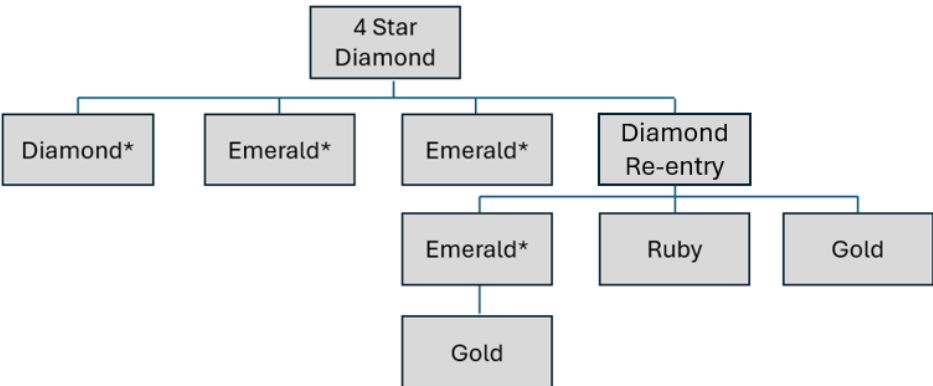 4 Star
Diamond
Diamond*
Emerald*
Emerald*
Diamond
Re-entry
Emerald*
Ruby
Gold
Gold